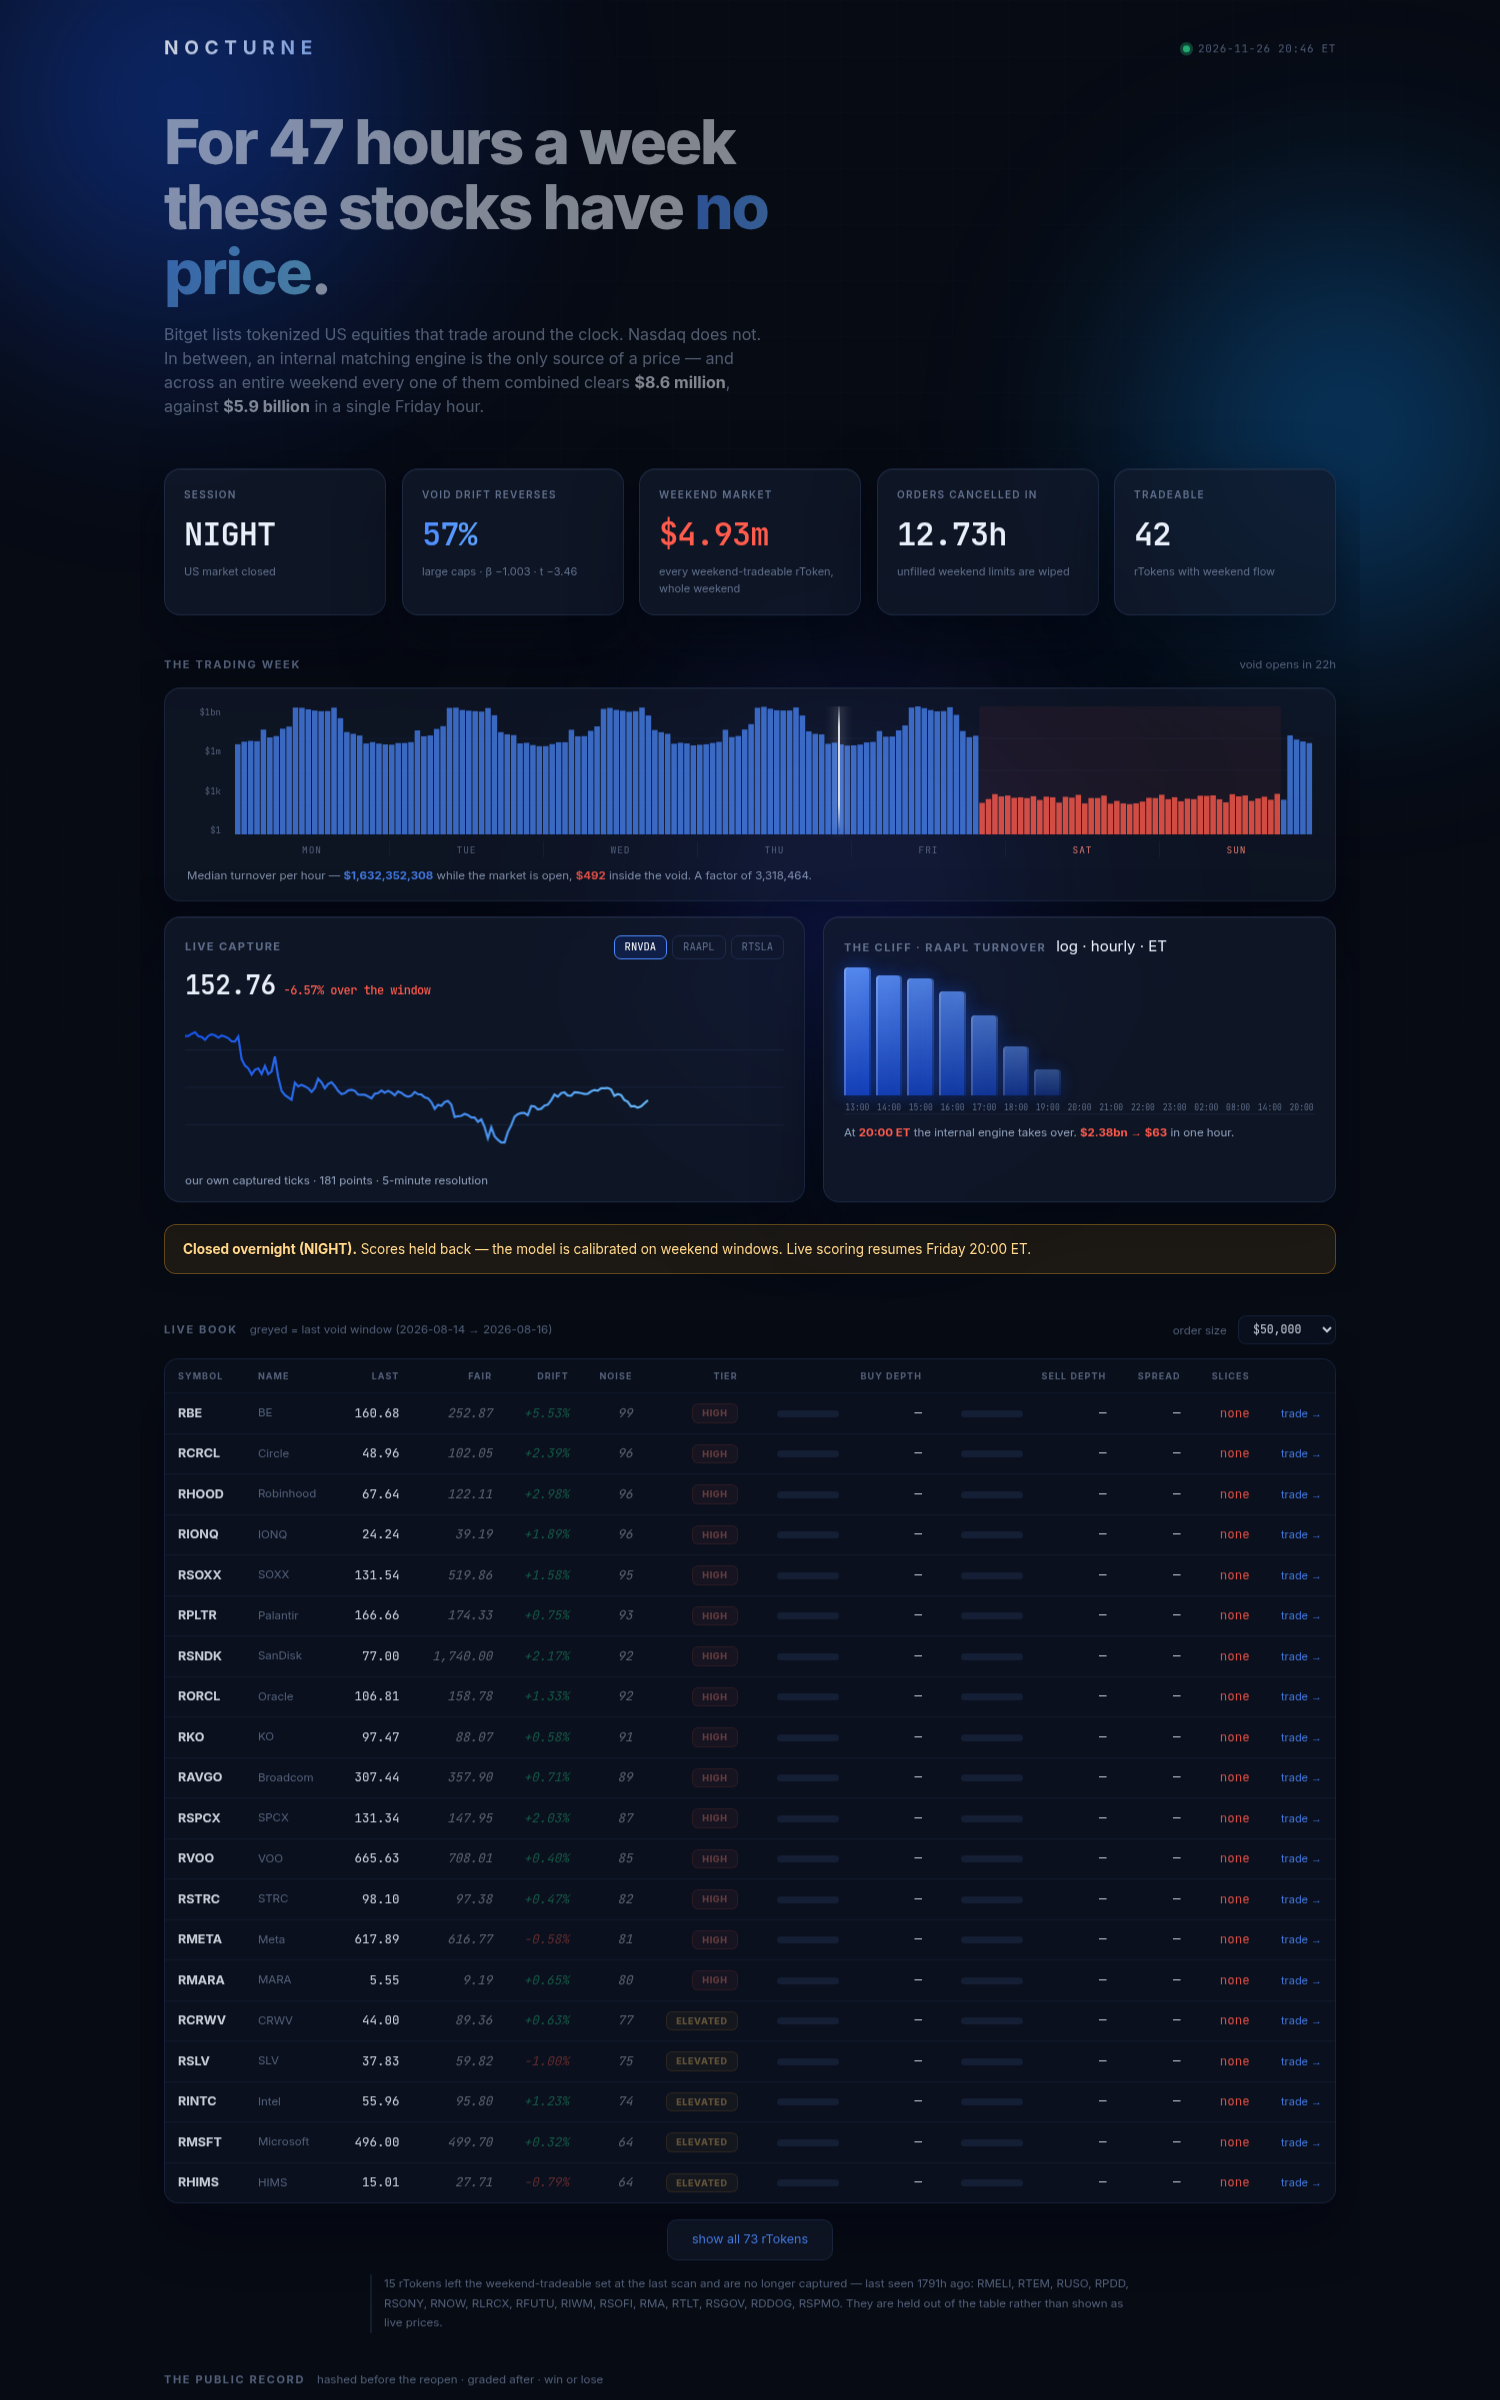 NOCTURNE
2026-11-26 20:46 ET
For 47 hours a week
these stocks have no
price.
Bitget lists tokenized US equities that trade around the clock. Nasdaq does not.
In between, an internal matching engine is the only source of a price — and
across an entire weekend every one of them combined clears $8.6 million,
against $5.9 billion in a single Friday hour.
SESSION
NIGHT
US market closed
VOID DRIFT REVERSES
57%
large caps · β −1.003 · t −3.46
WEEKEND MARKET
$4.93m
every weekend-tradeable rToken,
whole weekend
ORDERS CANCELLED IN
12.73h
unfilled weekend limits are wiped
TRADEABLE
42
rTokens with weekend flow
THE TRADING WEEK
void opens in 22h
$1bn
$1m
$1k
$1
MON TUE WED THU FRI SAT SUN
Median turnover per hour — $1,632,352,308 while the market is open, $492 inside the void. A factor of 3,318,464.
LIVE CAPTURE
RNVDA RAAPL RTSLA
152.76 -6.57% over the window
our own captured ticks · 181 points · 5-minute resolution
THE CLIFF · RAAPL TURNOVER log · hourly · ET
13:00 14:00 15:00 16:00 17:00 18:00 19:00 20:00 21:00 22:00 23:00 02:00 08:00 14:00 20:00
At 20:00 ET the internal engine takes over. $2.38bn → $63 in one hour.
Closed overnight (NIGHT). Scores held back — the model is calibrated on weekend windows. Live scoring resumes Friday 20:00 ET.
LIVE BOOK greyed = last void window (2026-08-14 → 2026-08-16)
order size $50,000
SYMBOL NAME LAST FAIR DRIFT NOISE TIER BUY DEPTH SELL DEPTH SPREAD SLICES
RBE BE 160.68 252.87 +5.53% 99 HIGH — — — none trade →
RCRCL Circle 48.96 102.05 +2.39% 96 HIGH — — — none trade →
RHOOD Robinhood 67.64 122.11 +2.98% 96 HIGH — — — none trade →
RIONQ IONQ 24.24 39.19 +1.89% 96 HIGH — — — none trade →
RSOXX SOXX 131.54 519.86 +1.58% 95 HIGH — — — none trade →
RPLTR Palantir 166.66 174.33 +0.75% 93 HIGH — — — none trade →
RSNDK SanDisk 77.00 1,740.00 +2.17% 92 HIGH — — — none trade →
RORCL Oracle 106.81 158.78 +1.33% 92 HIGH — — — none trade →
RKO KO 97.47 88.07 +0.58% 91 HIGH — — — none trade →
RAVGO Broadcom 307.44 357.90 +0.71% 89 HIGH — — — none trade →
RSPCX SPCX 131.34 147.95 +2.03% 87 HIGH — — — none trade →
RVOO VOO 665.63 708.01 +0.40% 85 HIGH — — — none trade →
RSTRC STRC 98.10 97.38 +0.47% 82 HIGH — — — none trade →
RMETA Meta 617.89 616.77 -0.58% 81 HIGH — — — none trade →
RMARA MARA 5.55 9.19 +0.65% 80 HIGH — — — none trade →
RCRWV CRWV 44.00 89.36 +0.63% 77 ELEVATED — — — none trade →
RSLV SLV 37.83 59.82 -1.00% 75 ELEVATED — — — none trade →
RINTC Intel 55.96 95.80 +1.23% 74 ELEVATED — — — none trade →
RMSFT Microsoft 496.00 499.70 +0.32% 64 ELEVATED — — — none trade →
RHIMS HIMS 15.01 27.71 -0.79% 64 ELEVATED — — — none trade →
show all 73 rTokens
15 rTokens left the weekend-tradeable set at the last scan and are no longer captured — last seen 1791h ago: RMELI, RTEM, RUSO, RPDD,
RSONY, RNOW, RLRCX, RFUTU, RIWM, RSOFI, RMA, RTLT, RSGOV, RDDOG, RSPMO. They are held out of the table rather than shown as
live prices.
THE PUBLIC RECORD hashed before the reopen · graded after · win or lose